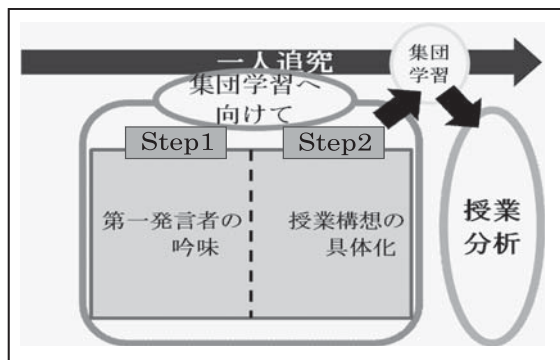 一人追究
集団
学習
集団学習へ
向けて
Step1
Step2
第一発言者の
吟味
授業構想の
具体化
授業
分析